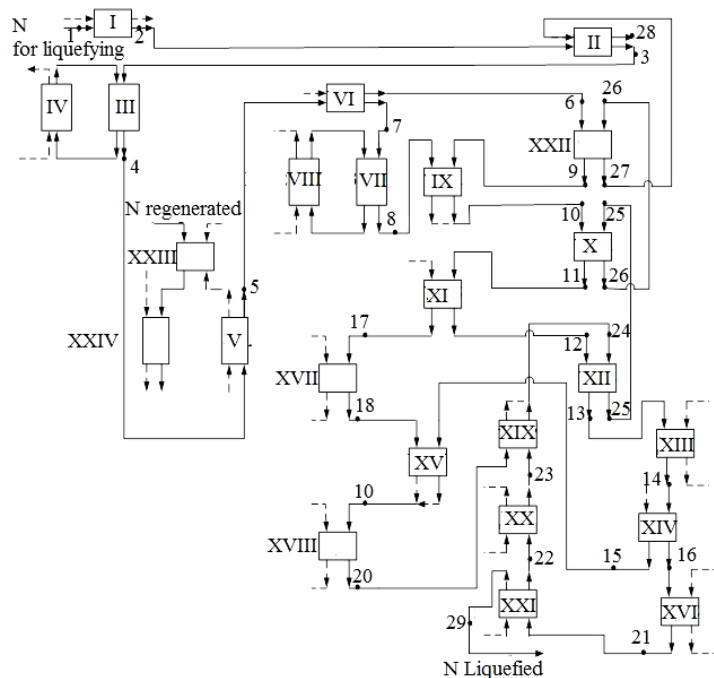 N
for liquefying
1
I
2
II
28
3
IV
III
4
VI
6
26
7
XXII
VIII
VII
IX
9
27
8
10
25
N regenerated
XXIII
X
5
11
26
XI
XXIV
V
17
12
24
XVII
XII
18
13
25
XIX
XIII
XV
23
14
10
XVIII
XX
XIV
20
22
15
16
XXI
XVI
29
21
N Liquefied